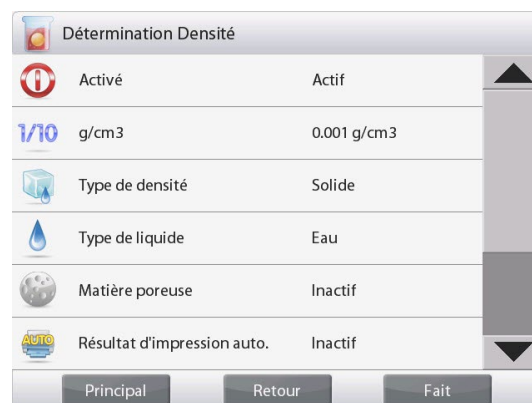 Détermination Densité
Activé Actif
1/10 g/cm3 0.001 g/cm3
Type de densité Solide
Type de liquide Eau
Matière poreuse Inactif
AUTO Résultat d'impression auto. Inactif
Principal Retour Fait